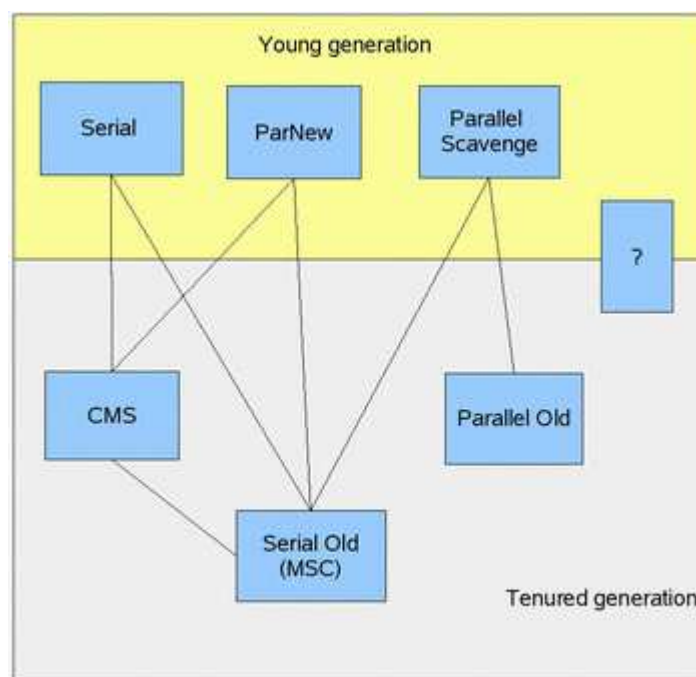 Young generation
Serial
ParNew
Parallel
Scavenge
?
CMS
Parallel Old
Serial Old
(MSC)
Tenured generation